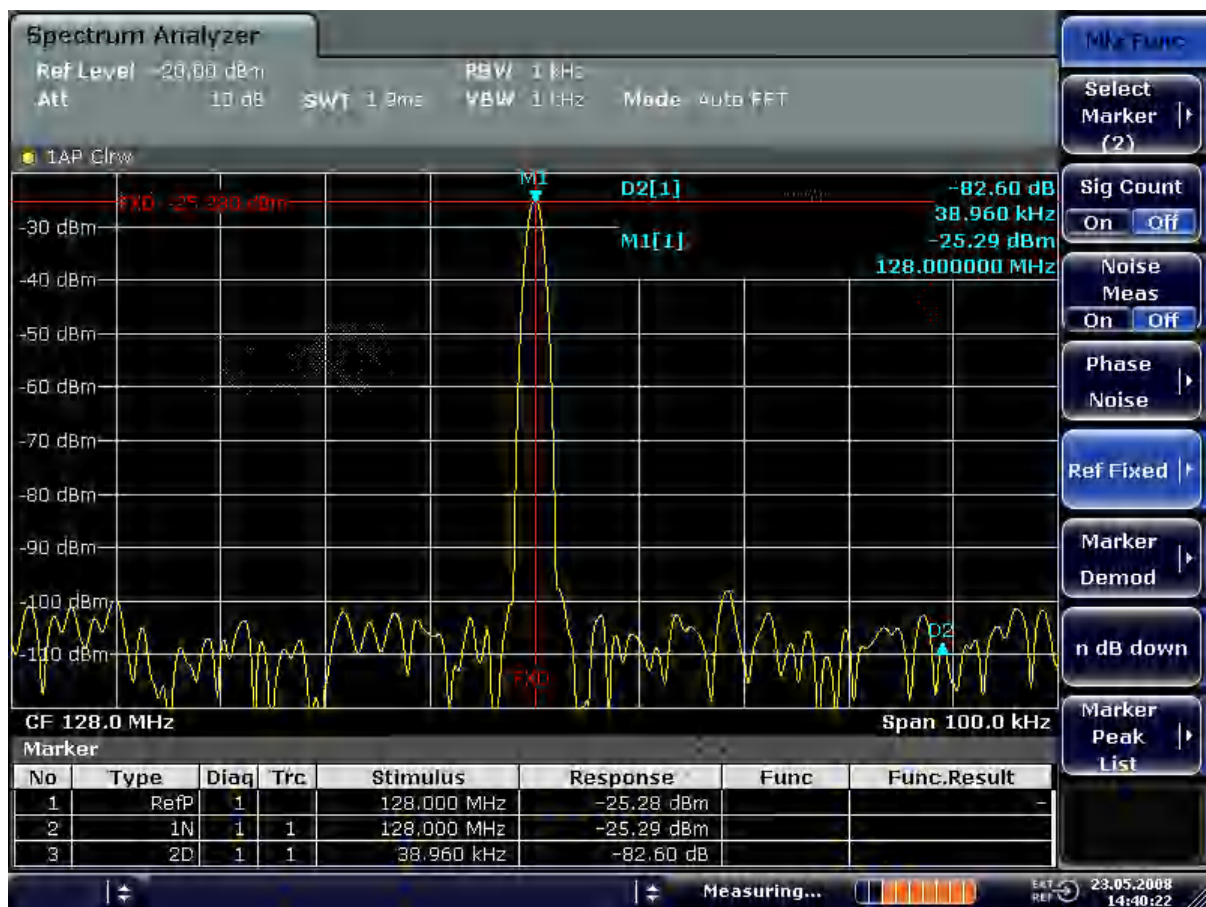 Spectrum Analyzer
Ref Level -20.00 dBm RBW 1 kHz
Att 10 dB SWT 1.9ms VBW 1 kHz Mode Auto FFT
1AP Clrw
M1
FXD -25.280 dBm
D2[1] -82.60 dB
38.960 kHz
M1[1] -25.29 dBm
128.000000 MHz
-30 dBm
-40 dBm
-50 dBm
-60 dBm
-70 dBm
-80 dBm
-90 dBm
-100 dBm
-110 dBm
D2
FXD
CF 128.0 MHz Span 100.0 kHz
Marker
No Type Diaq Trc Stimulus Response Func Func.Result
1 RefP 1 128.000 MHz -25.28 dBm -
2 1N 1 1 128.000 MHz -25.29 dBm
3 2D 1 1 38.960 kHz -82.60 dB
Measuring... EXT REF 23.05.2008
14:40:22
Mkr Func
Select
Marker
(2)
Sig Count
On Off
Noise
Meas
On Off
Phase
Noise
Ref Fixed
Marker
Demod
n dB down
Marker
Peak
List